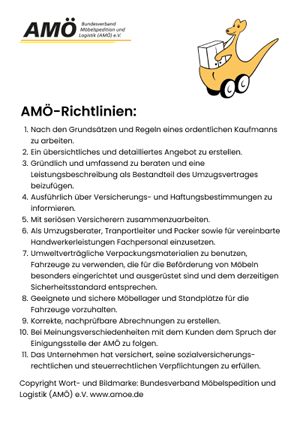 AMÖ
Bundesverband
Möbelspedition und
Logistik (AMÖ) e.V.
AMÖ-Richtlinien:
1. Nach den Grundsätzen und Regeln eines ordentlichen Kaufmanns
zu arbeiten.
2. Ein übersichtliches und detailliertes Angebot zu erstellen.
3. Gründlich und umfassend zu beraten und eine
Leistungsbeschreibung als Bestandteil des Umzugsvertrages
beizufügen.
4. Ausführlich über Versicherungs- und Haftungsbestimmungen zu
informieren.
5. Mit seriösen Versicherern zusammenzuarbeiten.
6. Als Umzugsberater, Tranportleiter und Packer sowie für vereinbarte
Handwerkerleistungen Fachpersonal einzusetzen.
7. Umweltverträgliche Verpackungsmaterialien zu benutzen,
Fahrzeuge zu verwenden, die für die Beförderung von Möbeln
besonders eingerichtet und ausgerüstet sind und dem derzeitigen
Sicherheitsstandard entsprechen.
8. Geeignete und sichere Möbellager und Standplätze für die
Fahrzeuge vorzuhalten.
9. Korrekte, nachprüfbare Abrechnungen zu erstellen.
10. Bei Meinungsverschiedenheiten mit dem Kunden dem Spruch der
Einigungsstelle der AMÖ zu folgen.
11. Das Unternehmen hat versichert, seine sozialversicherungs-
rechtlichen und steuerrechtlichen Verpflichtungen zu erfüllen.
Copyright Wort- und Bildmarke: Bundesverband Möbelspedition und
Logistik (AMÖ) e.V. www.amoe.de